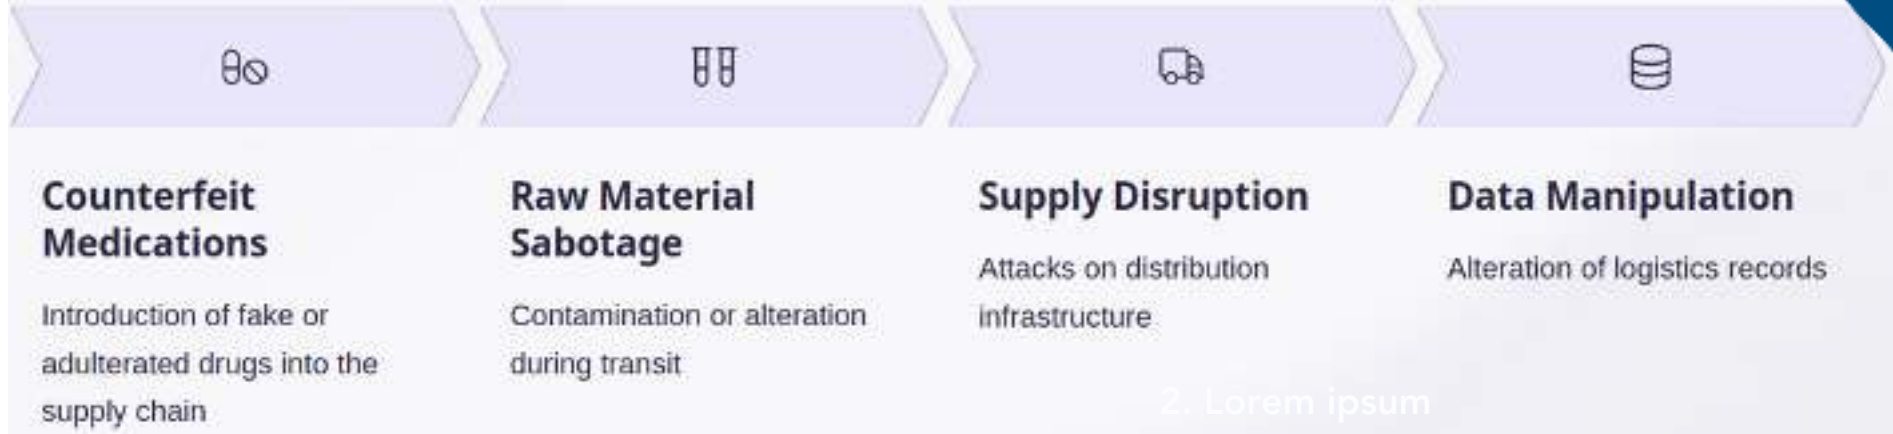 Counterfeit
Medications
Introduction of fake or
adulterated drugs into the
supply chain
Raw Material
Sabotage
Contamination or alteration
during transit
Supply Disruption
Attacks on distribution
infrastructure
Data Manipulation
Alteration of logistics records
2. Lorem ipsum